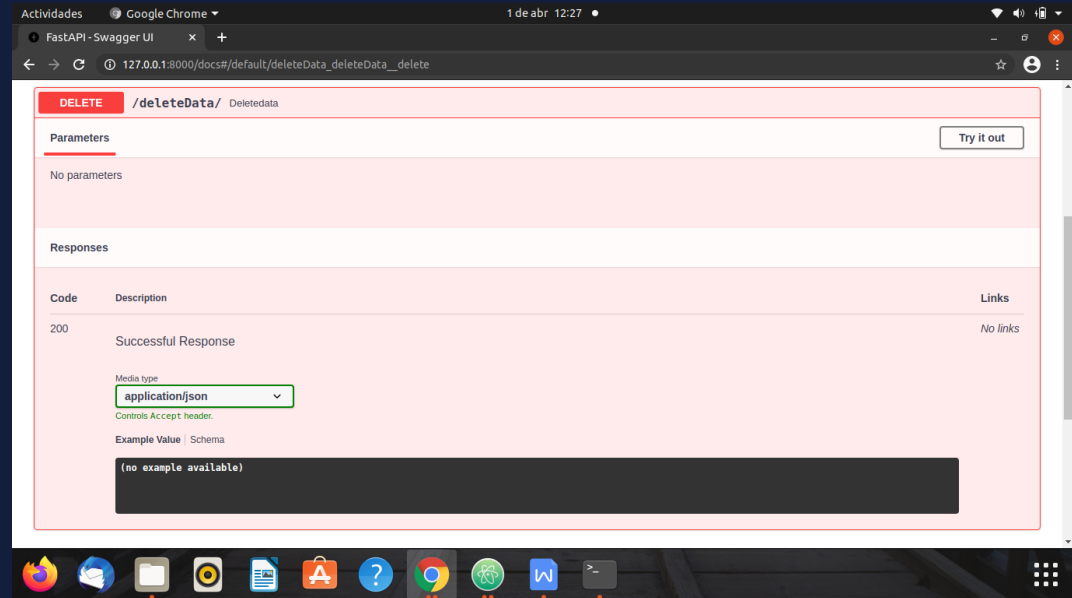 Actividades Google Chrome 1 de abr 12:27
FastAPI - Swagger UI
127.0.0.1:8000/docs#/default/deleteData_deleteData__delete
DELETE /deleteData/ Deletedata
Parameters Try it out
No parameters
Responses
Code Description Links
200 Successful Response No links
Media type
application/json
Controls Accept header.
Example Value Schema
(no example available)